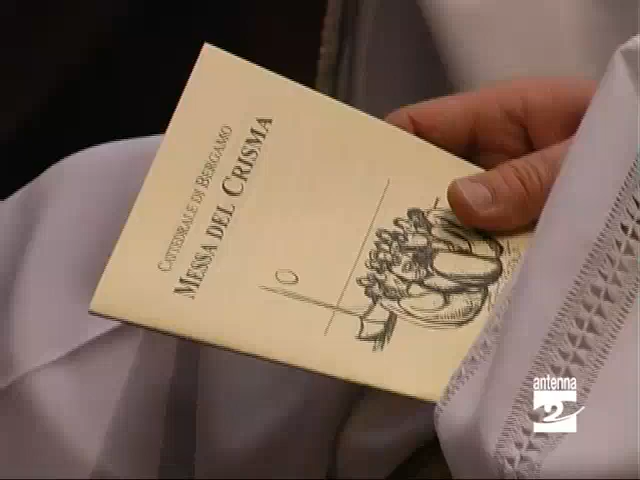 CATTEDRALE DI BERGAMO
MESSA DEL CRISMA
antenna
2